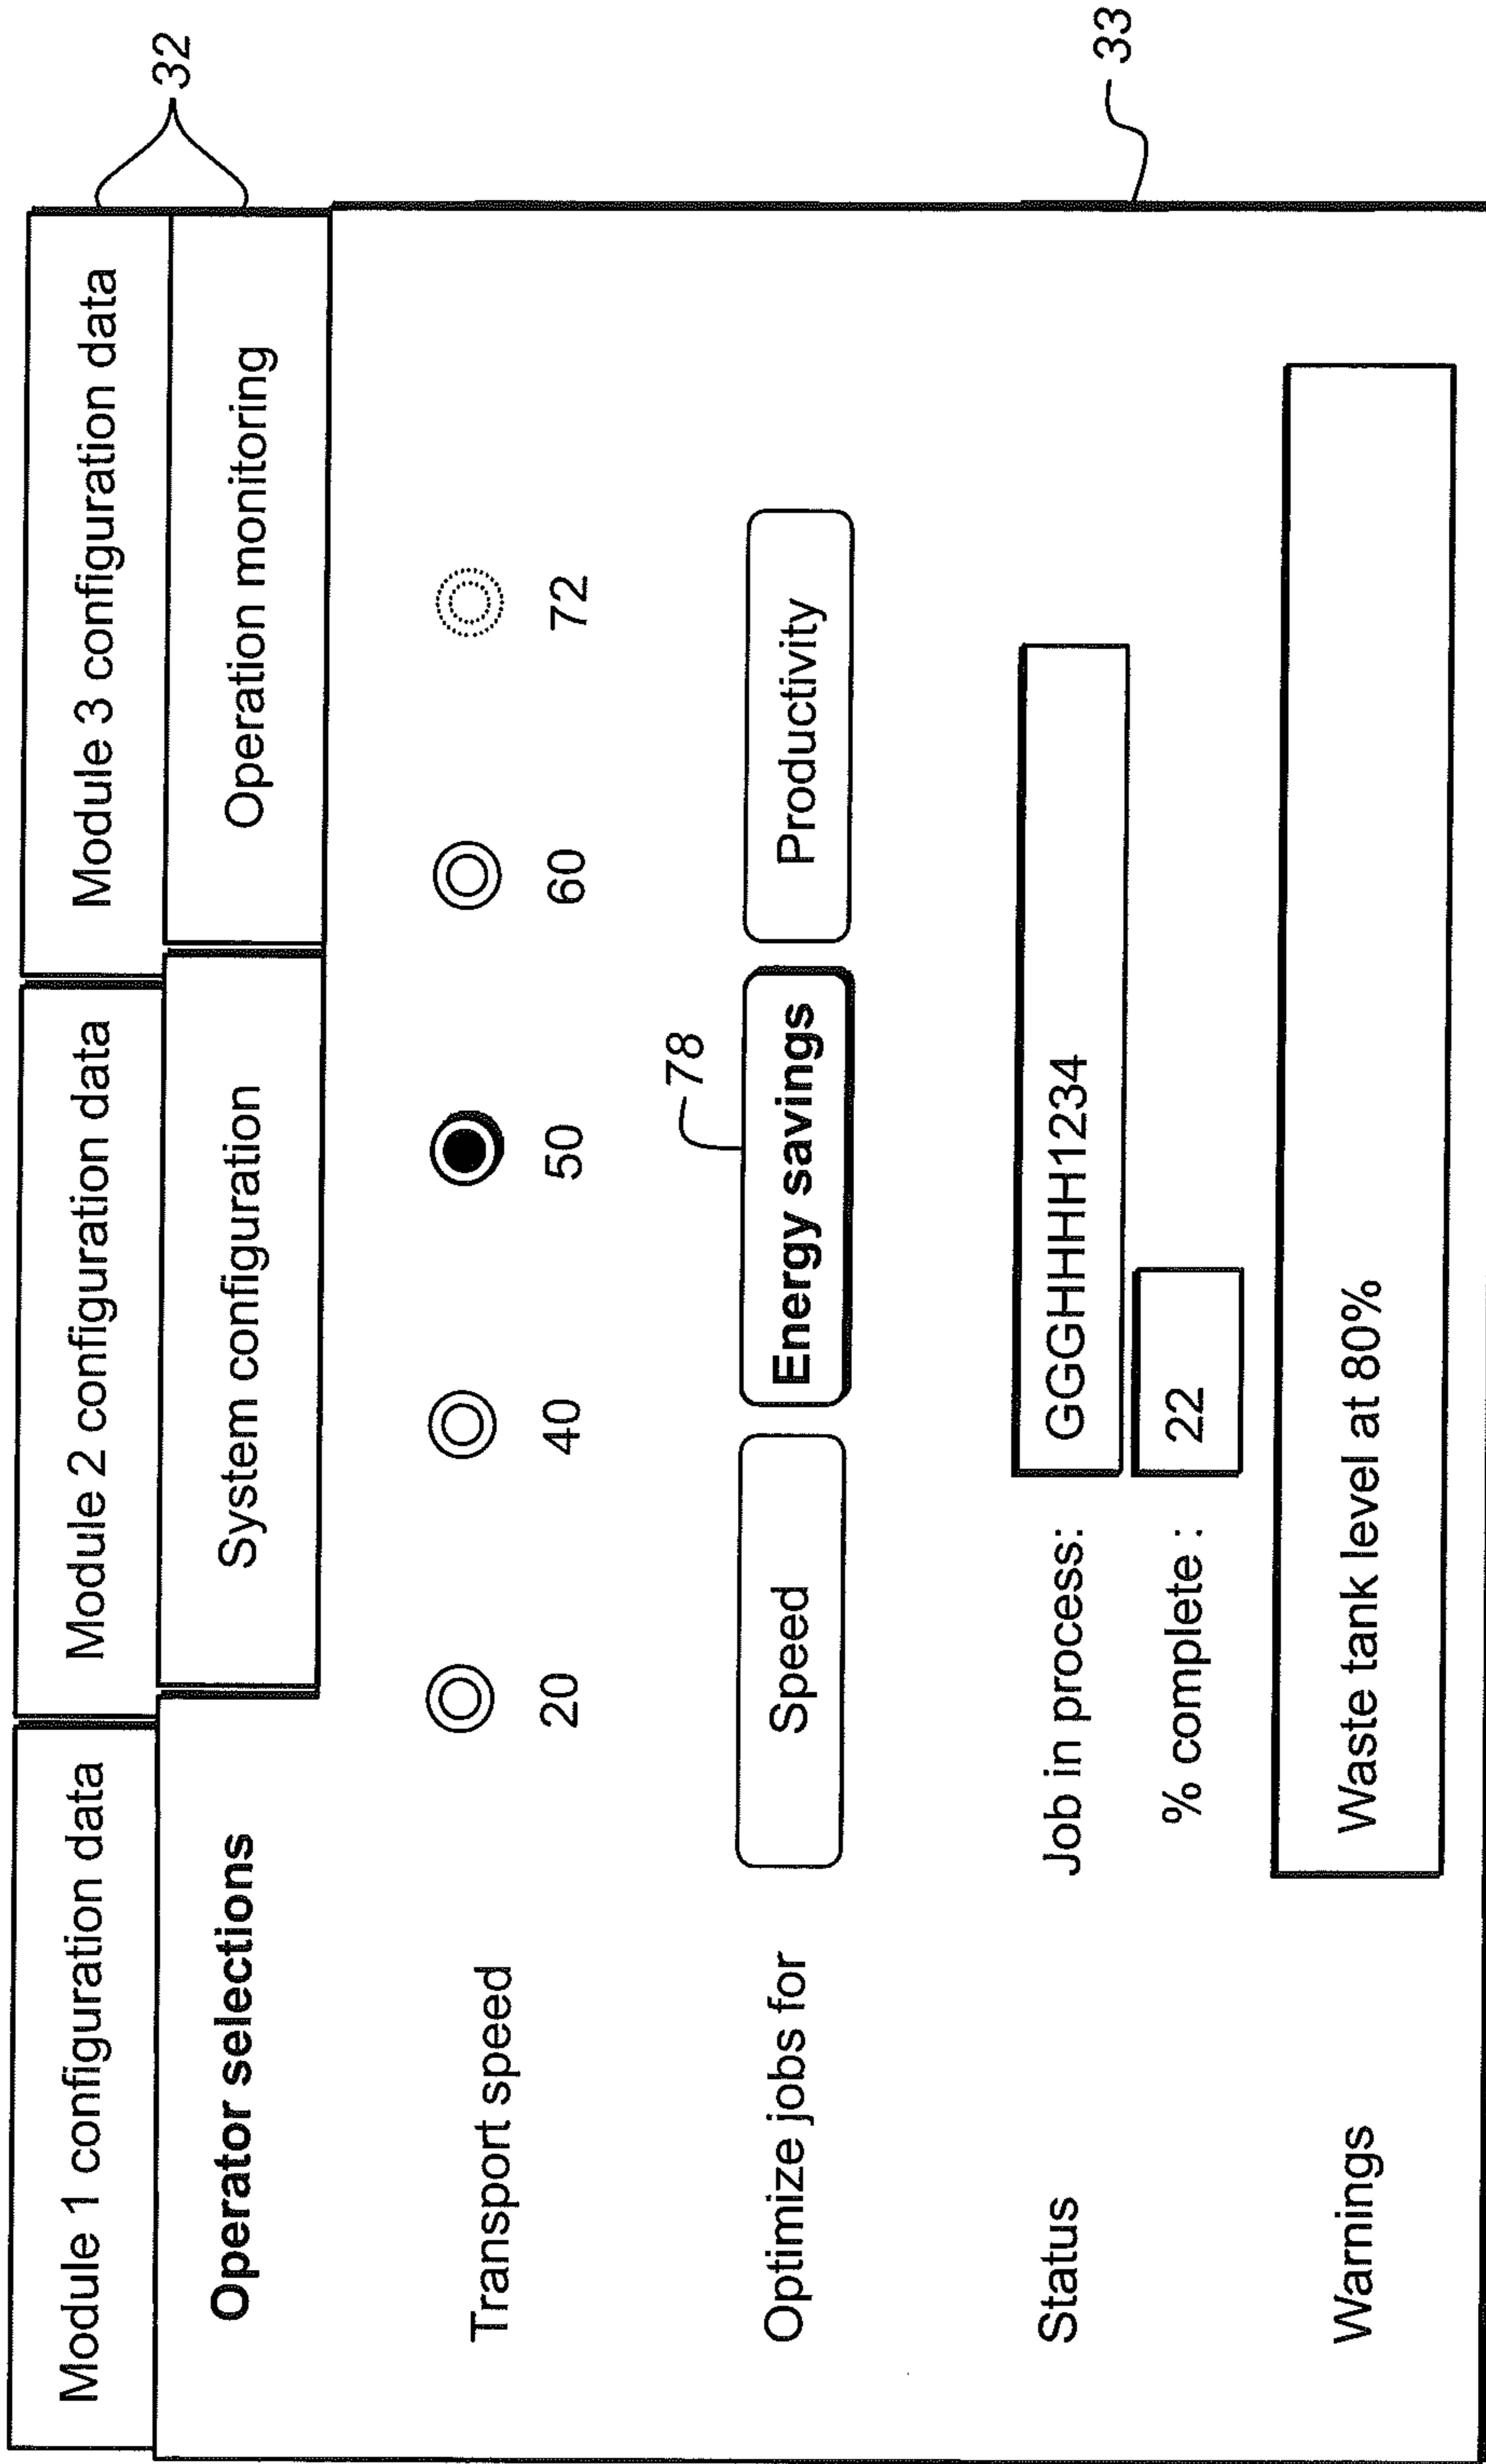 Module 1 configuration data Module 2 configuration data Module 3 configuration data
32
Operator selections System configuration Operation monitoring
Transport speed
20 40 50 60 72
78
Optimize jobs for Speed Energy savings Productivity
Status Job in process: GGGHHHH1234
% complete : 22
33
Warnings Waste tank level at 80%